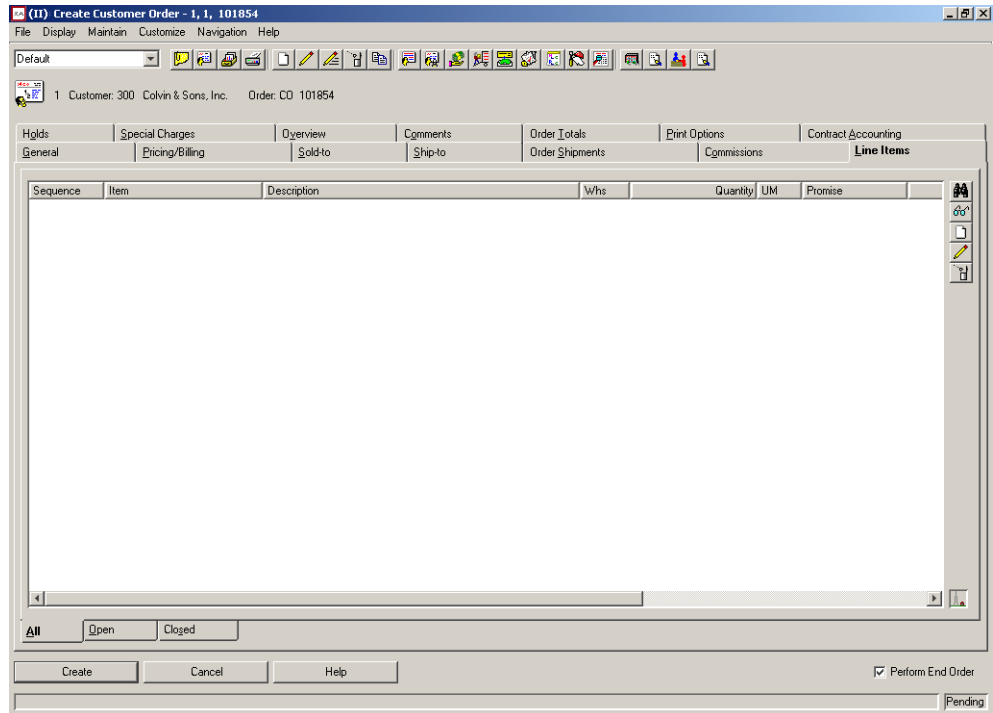 (II) Create Customer Order - 1, 1, 101854
File Display Maintain Customize Navigation Help
Default
1 Customer: 300 Colvin & Sons, Inc. Order: CO 101854
Holds Special Charges Overview Comments Order Totals Print Options Contract Accounting
General Pricing/Billing Sold-to Ship-to Order Shipments Commissions Line Items
Sequence Item Description Whs Quantity UM Promise
All Open Closed
Create Cancel Help Perform End Order
Pending